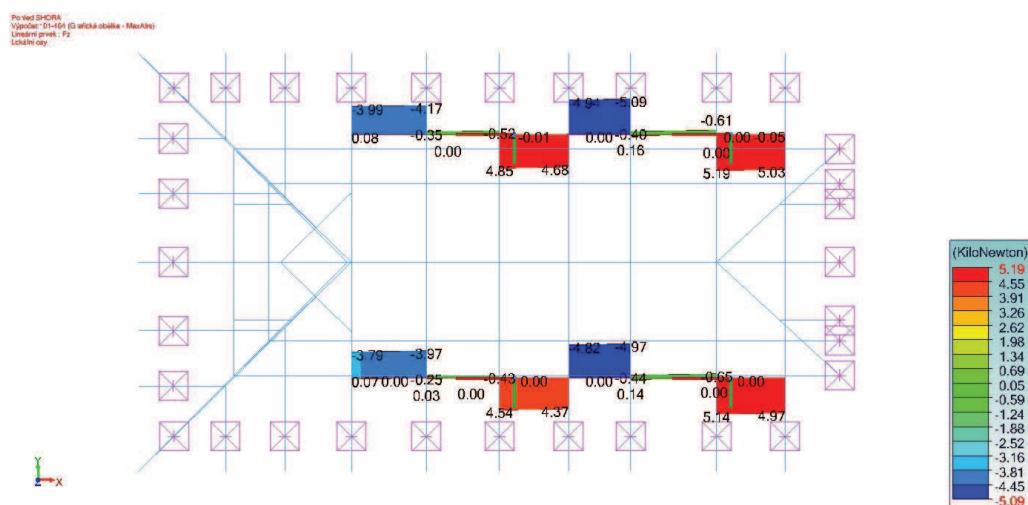 Pohled SHORA
Výpočet : 01-164 (Grafická obálka - MaxAbs)
Lineární prvek : Fz
Lokální osy
-3.99 -4.17
-4.94 -5.09
-0.61
0.08 -0.35 -0.52 -0.01 0.00 -0.40 0.00 -0.05
0.00 0.16 0.00
4.85 4.68 5.19 5.03
(KiloNewton)
5.19
4.55
3.91
3.26
2.62
1.98
1.34
0.69
0.05
-0.59
-1.24
-1.88
-2.52
-3.16
-3.81
-4.45
-5.09
-3.79 -3.97 -4.82 -4.97
0.07 0.00 -0.25 -0.43 0.00 0.00 -0.44 -0.65 0.00
0.03 0.00 0.14 0.00
4.54 4.37 5.14 4.97
Y
Z X